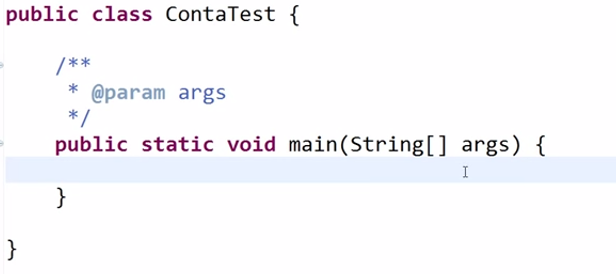 public class ContaTest {
/**
* @param args
*/
public static void main(String[] args) {
}
}